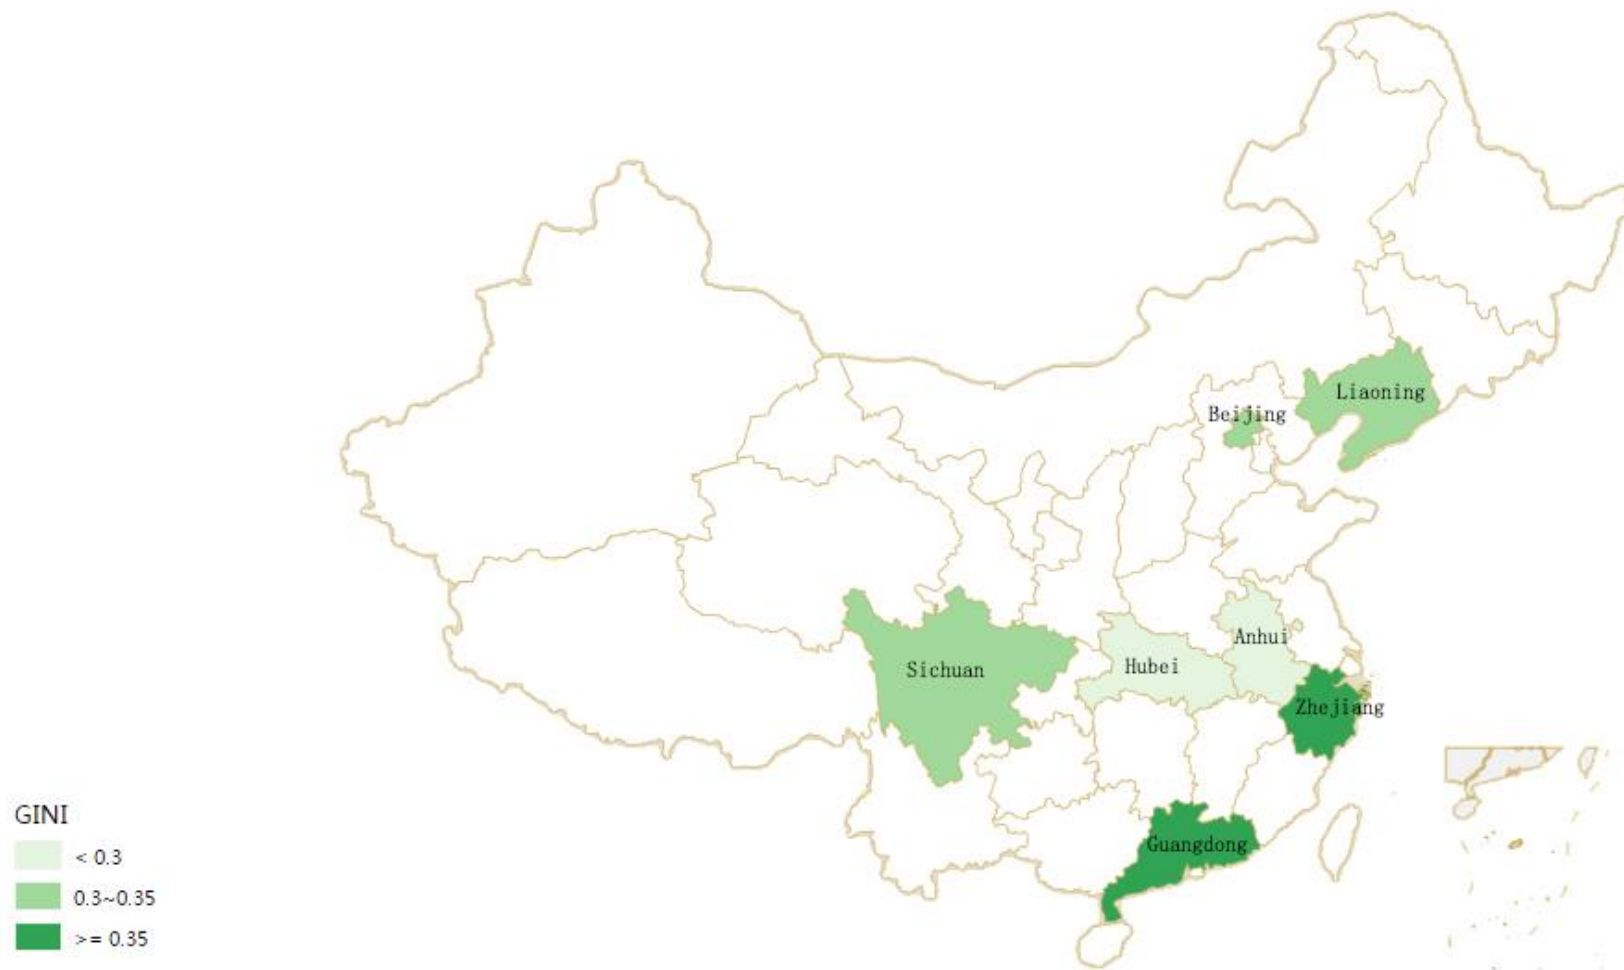 Liaoning
Beijing
Anhui
Hubei
Sichuan
Zhejiang
Guangdong
GINI
< 0.3
0.3~0.35
>= 0.35